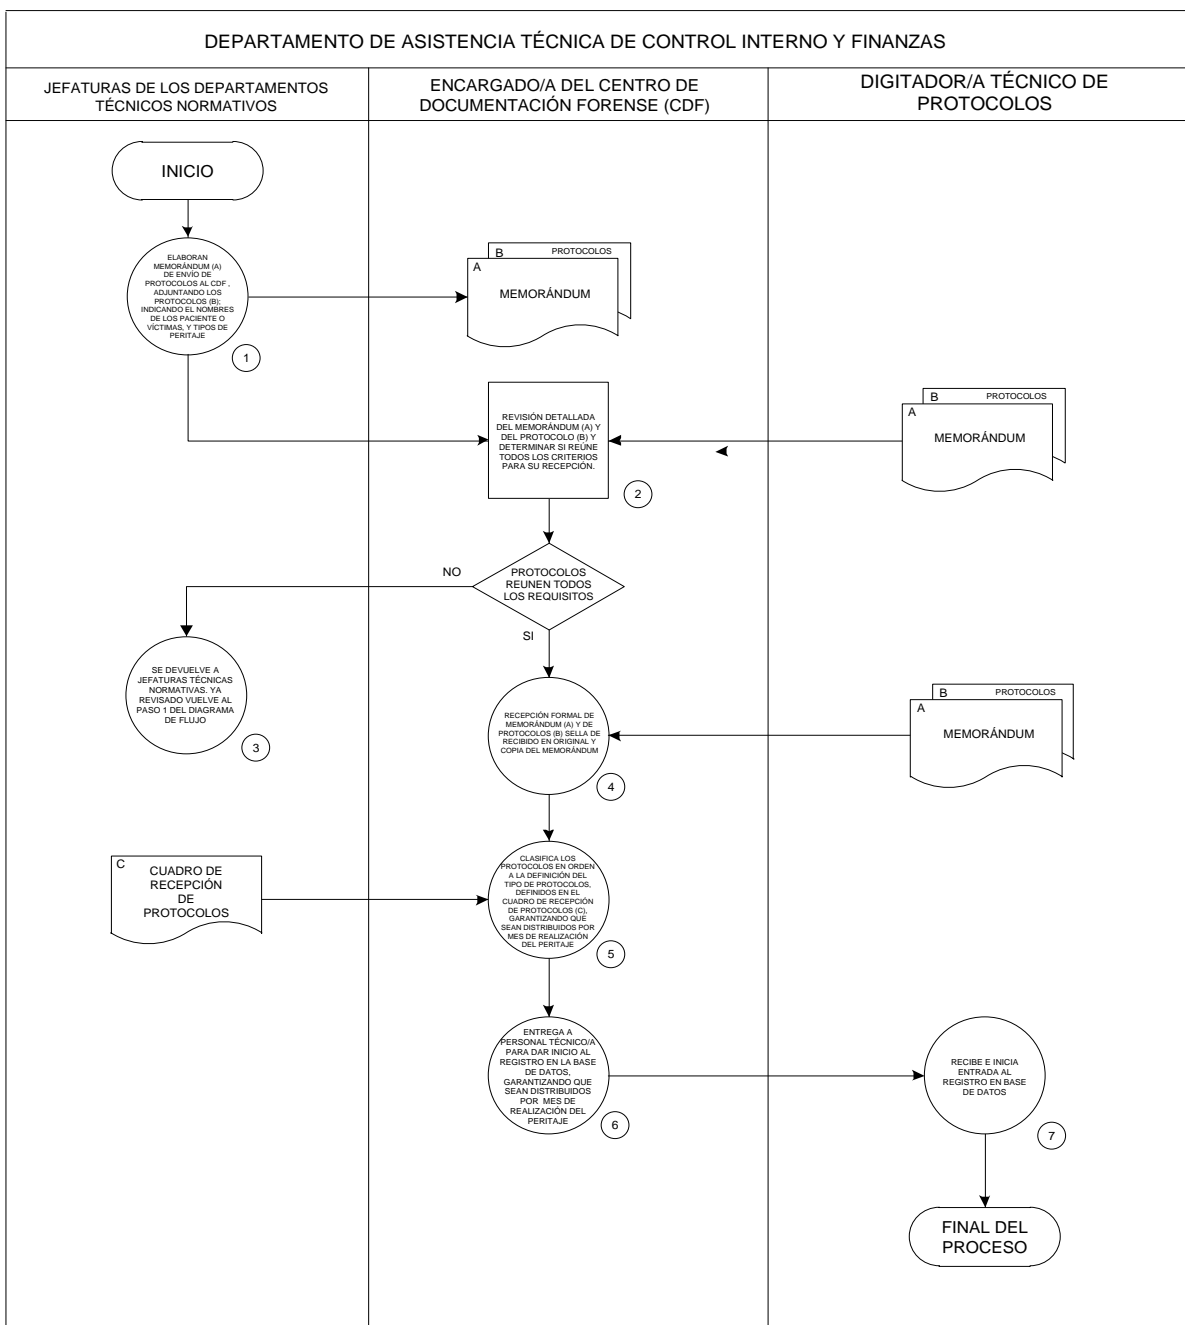 DEPARTAMENTO DE ASISTENCIA TÉCNICA DE CONTROL INTERNO Y FINANZAS
JEFATURAS DE LOS DEPARTAMENTOS
TÉCNICOS NORMATIVOS
ENCARGADO/A DEL CENTRO DE
DOCUMENTACIÓN FORENSE (CDF)
DIGITADOR/A TÉCNICO DE
PROTOCOLOS
INICIO
ELABORAN
MEMORÁNDUM (A)
DE ENVÍO DE
PROTOCOLOS AL CDF ,
ADJUNTANDO LOS
PROTOCOLOS (B);
INDICANDO EL NOMBRES
DE LOS PACIENTE O
VÍCTIMAS, Y TIPOS DE
PERITAJE
1
B
PROTOCOLOS
A
MEMORÁNDUM
REVISIÓN DETALLADA
DEL MEMORÁNDUM (A) Y
DEL PROTOCOLO (B) Y
DETERMINAR SI REÚNE
TODOS LOS CRITERIOS
PARA SU RECEPCIÓN.
2
B
PROTOCOLOS
A
MEMORÁNDUM
PROTOCOLOS
REUNEN TODOS
LOS REQUISITOS
NO
SI
SE DEVUELVE A
JEFATURAS TÉCNICAS
NORMATIVAS. YA
REVISADO VUELVE AL
PASO 1 DEL DIAGRAMA
DE FLUJO
3
RECEPCIÓN FORMAL DE
MEMORÁNDUM (A) Y DE
PROTOCOLOS (B) SELLA DE
RECIBIDO EN ORIGINAL Y
COPIA DEL MEMORÁNDUM
4
B
PROTOCOLOS
A
MEMORÁNDUM
C
CUADRO DE
RECEPCIÓN
DE
PROTOCOLOS
CLASIFICA LOS
PROTOCOLOS EN ORDEN
A LA DEFINICIÓN DEL
TIPO DE PROTOCOLOS,
DEFINIDOS EN EL
CUADRO DE RECEPCIÓN
DE PROTOCOLOS (C),
GARANTIZANDO QUE
SEAN DISTRIBUIDOS POR
MES DE REALIZACIÓN
DEL PERITAJE
5
ENTREGA A
PERSONAL TÉCNICO/A
PARA DAR INICIO AL
REGISTRO EN LA BASE
DE DATOS,
GARANTIZANDO QUE
SEAN DISTRIBUIDOS
POR MES DE
REALIZACIÓN DEL
PERITAJE
6
RECIBE E INICIA
ENTRADA AL
REGISTRO EN BASE
DE DATOS
7
FINAL DEL
PROCESO